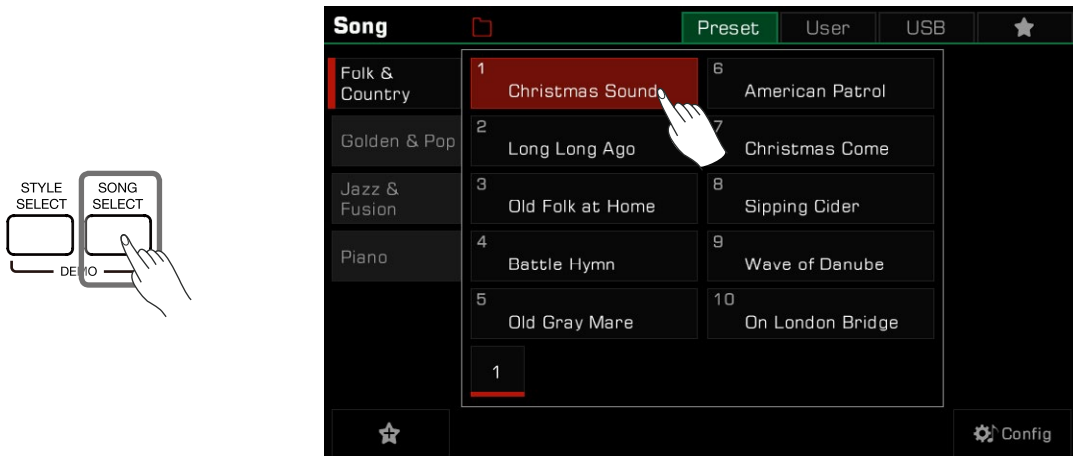 STYLE SELECT
SONG SELECT
DEMO
Song
Preset
User
USB
Folk & Country
Golden & Pop
Jazz & Fusion
Piano
1
Christmas Sound
2
Long Long Ago
3
Old Folk at Home
4
Battle Hymn
5
Old Gray Mare
6
American Patrol
7
Christmas Come
8
Sipping Cider
9
Wave of Danube
10
On London Bridge
1
Config